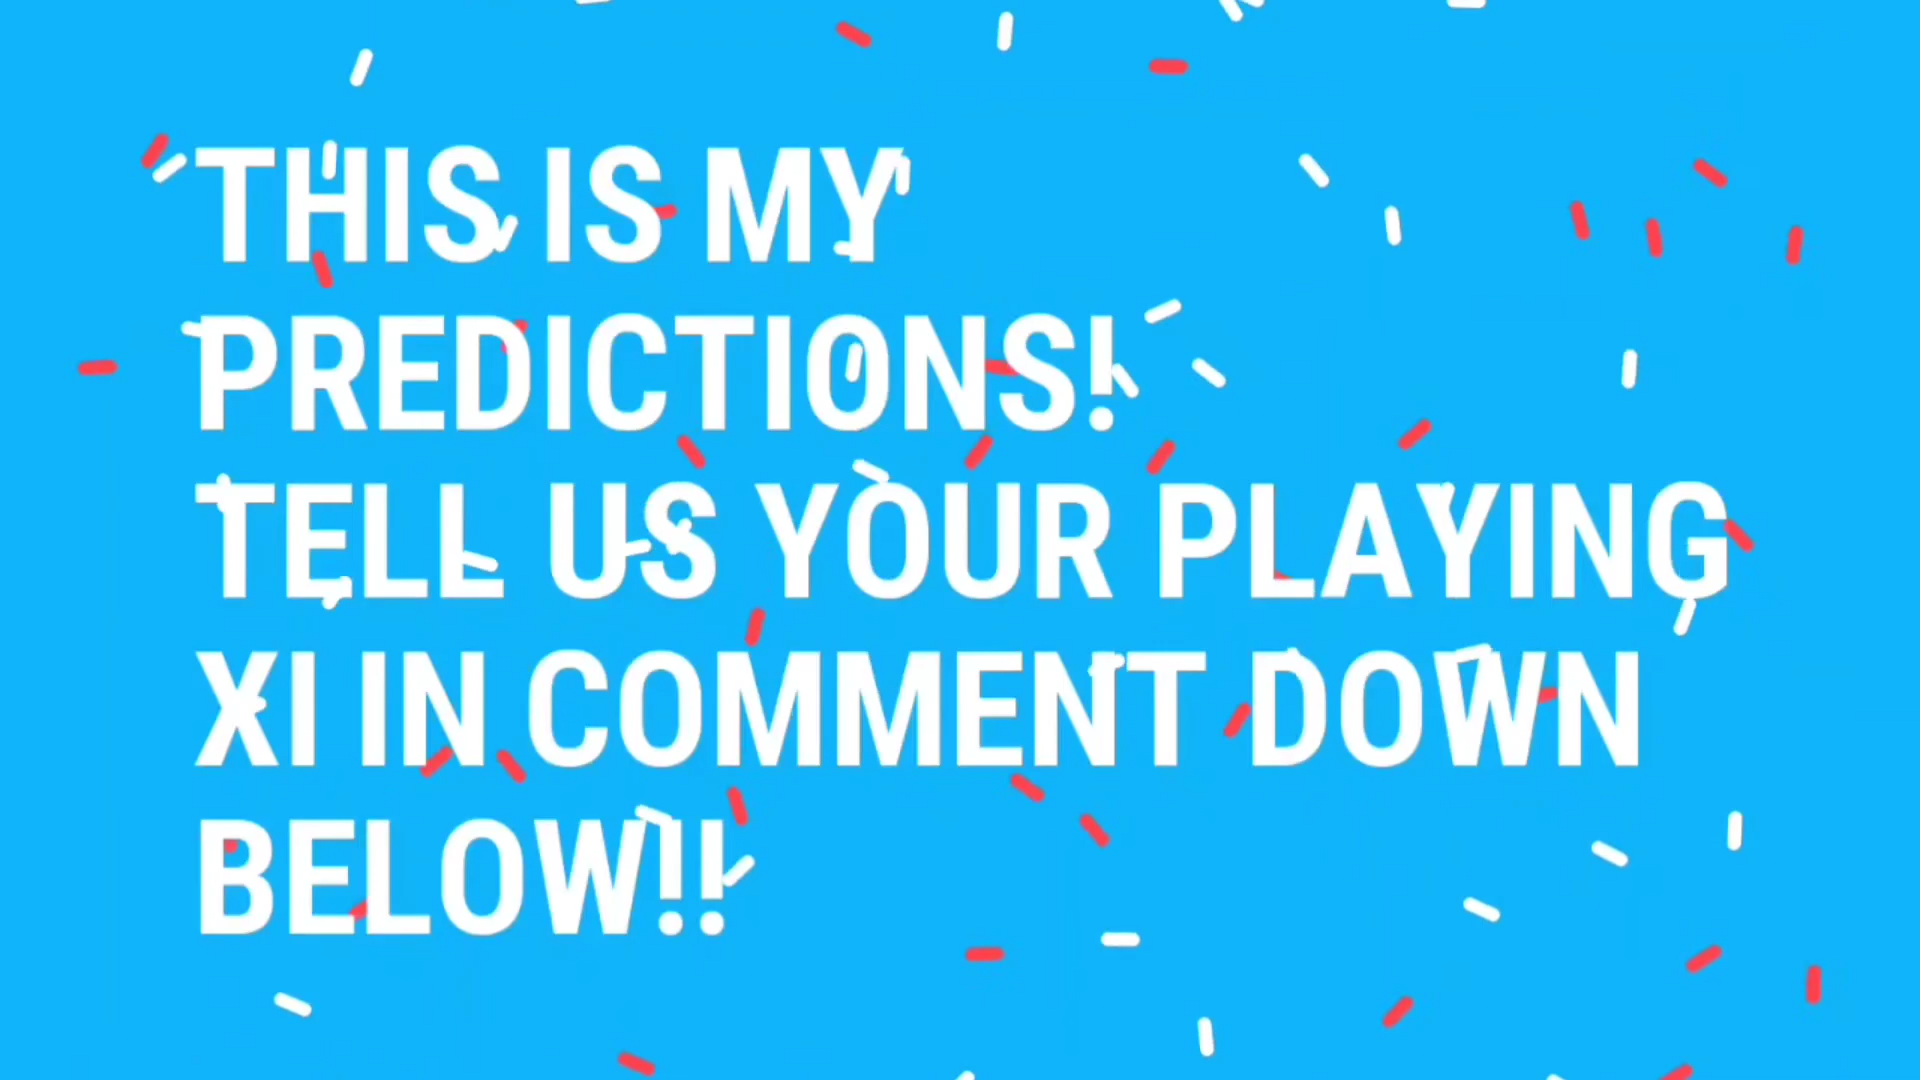 THIS IS MY
PREDICTIONS!
TELL US YOUR PLAYING
XI IN COMMENT DOWN
BELOW!!